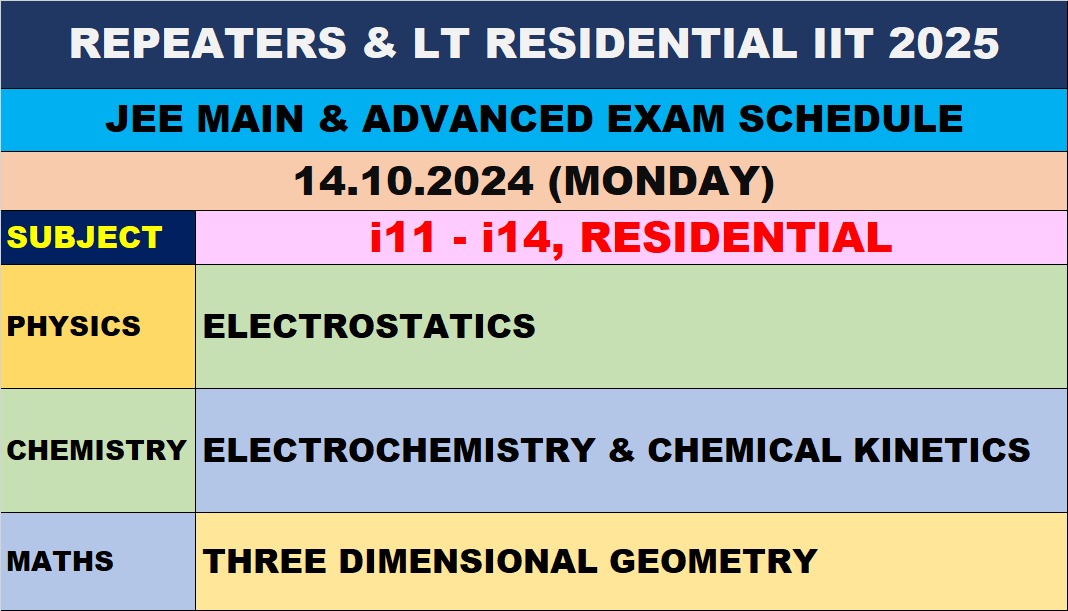 REPEATERS & LT RESIDENTIAL IIT 2025
JEE MAIN & ADVANCED EXAM SCHEDULE
14.10.2024 (MONDAY)
SUBJECT i11 - i14, RESIDENTIAL
PHYSICS ELECTROSTATICS
CHEMISTRY ELECTROCHEMISTRY & CHEMICAL KINETICS
MATHS THREE DIMENSIONAL GEOMETRY